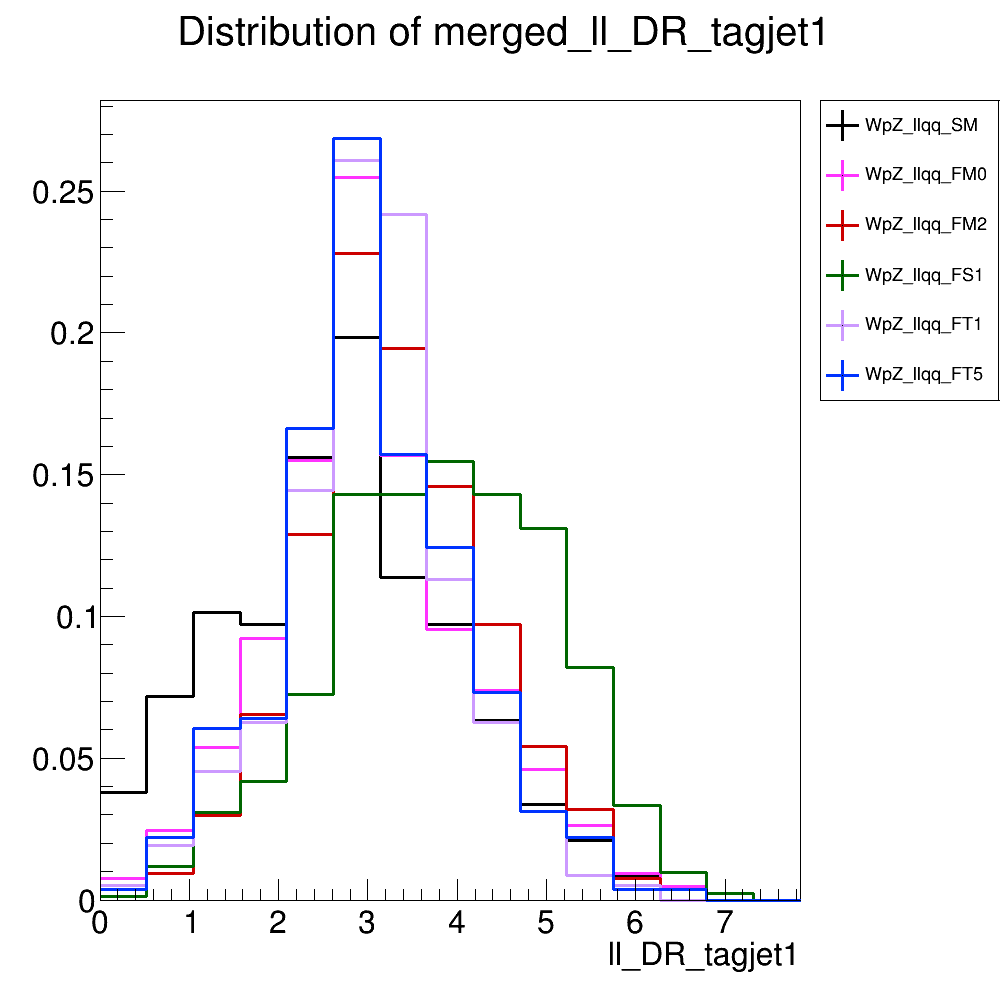 Distribution of merged_ll_DR_tagjet1
WpZ_llqq_SM
WpZ_llqq_FM0
WpZ_llqq_FM2
WpZ_llqq_FS1
WpZ_llqq_FT1
WpZ_llqq_FT5
0.25
0.2
0.15
0.1
0.05
0
0 1 2 3 4 5 6 7
ll_DR_tagjet1